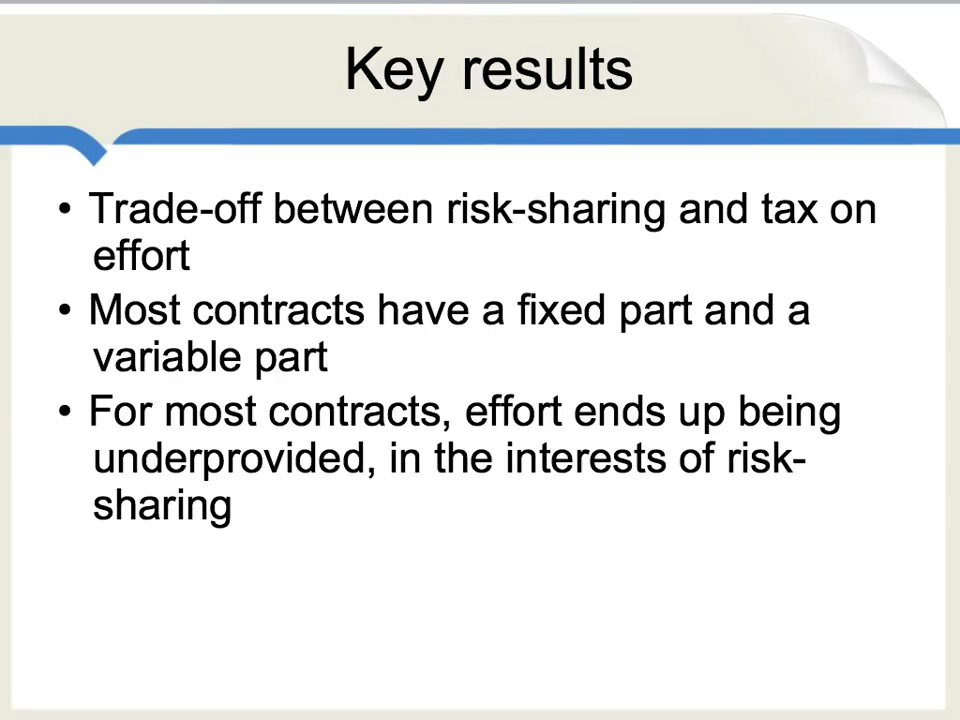 Key results
• Trade-off between risk-sharing and tax on
effort
• Most contracts have a fixed part and a
variable part
• For most contracts, effort ends up being
underprovided, in the interests of risk-
sharing